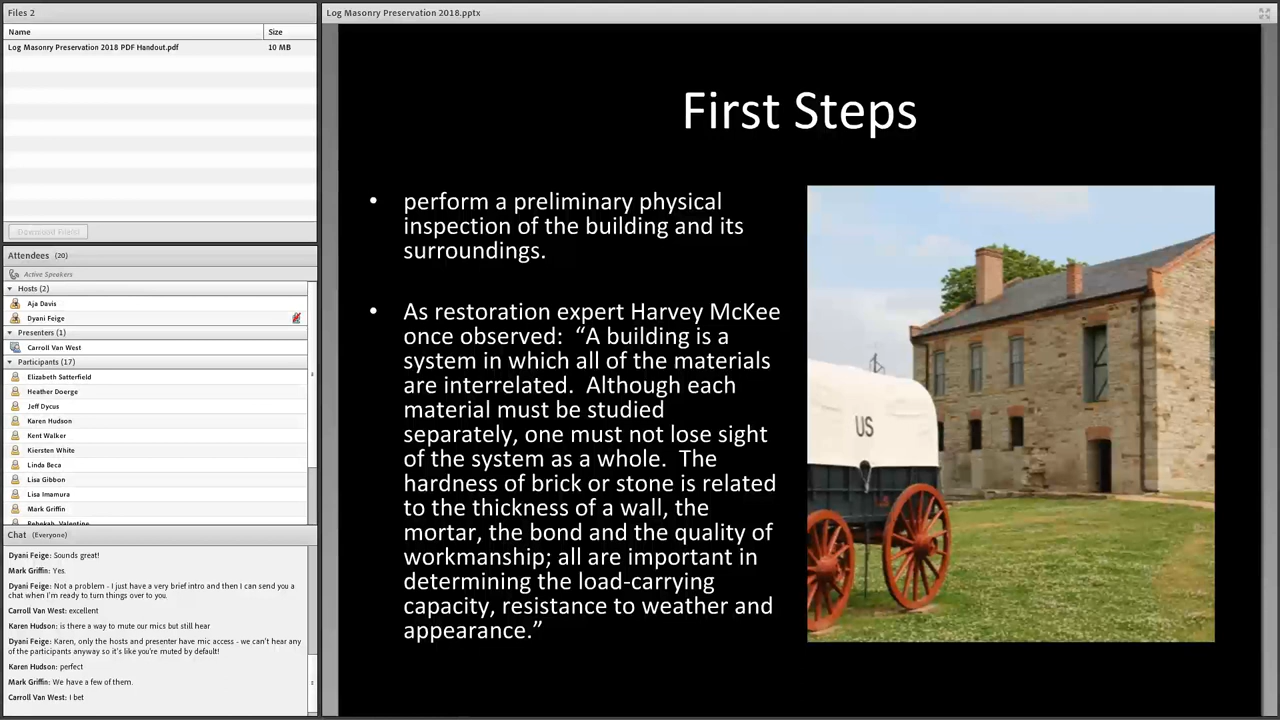 Files 2
Name
Size
Log Masonry Preservation 2018 PDF Handout.pdf
10 MB
Download File(s)
Attendees (20)
Active Speakers
Hosts (2)
Aja Davis
Dyani Feige
Presenters (1)
Carroll Van West
Participants (17)
Elizabeth Satterfield
Heather Doerge
Jeff Dycus
Karen Hudson
Kent Walker
Kiersten White
Linda Beca
Lisa Gibbon
Lisa Imamura
Mark Griffin
Rebekah, Valentine
Chat (Everyone)
Dyani Feige: Sounds great!
Mark Griffin: Yes.
Dyani Feige: Not a problem - I just have a very brief intro and then I can send you a
chat when I'm ready to turn things over to you.
Carroll Van West: excellent
Karen Hudson: is there a way to mute our mics but still hear
Dyani Feige: Karen, only the hosts and presenter have mic access - we can't hear any
of the participants anyway so it's like you're muted by default!
Karen Hudson: perfect
Mark Griffin: We have a few of them.
Carroll Van West: I bet
Log Masonry Preservation 2018.pptx
First Steps
• perform a preliminary physical
inspection of the building and its
surroundings.
• As restoration expert Harvey McKee
once observed: “A building is a
system in which all of the materials
are interrelated. Although each
material must be studied
separately, one must not lose sight
of the system as a whole. The
hardness of brick or stone is related
to the thickness of a wall, the
mortar, the bond and the quality of
workmanship; all are important in
determining the load-carrying
capacity, resistance to weather and
appearance.”
US